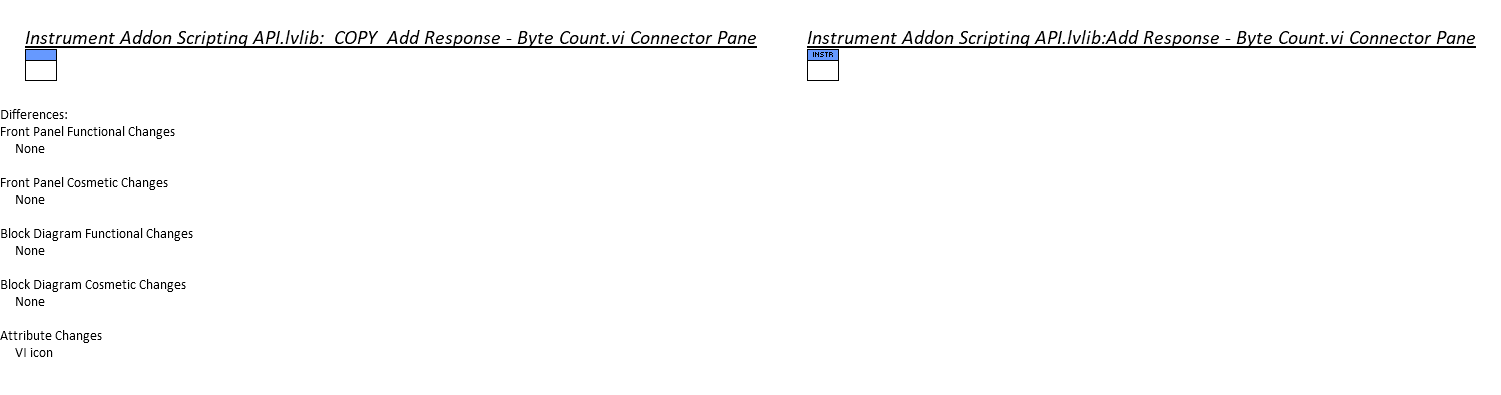 Instrument Addon Scripting API.lvlib:  COPY  Add Response - Byte Count.vi Connector Pane
Instrument Addon Scripting API.lvlib:Add Response - Byte Count.vi Connector Pane
INSTR
Differences:
Front Panel Functional Changes
None
Front Panel Cosmetic Changes
None
Block Diagram Functional Changes
None
Block Diagram Cosmetic Changes
None
Attribute Changes
VI icon